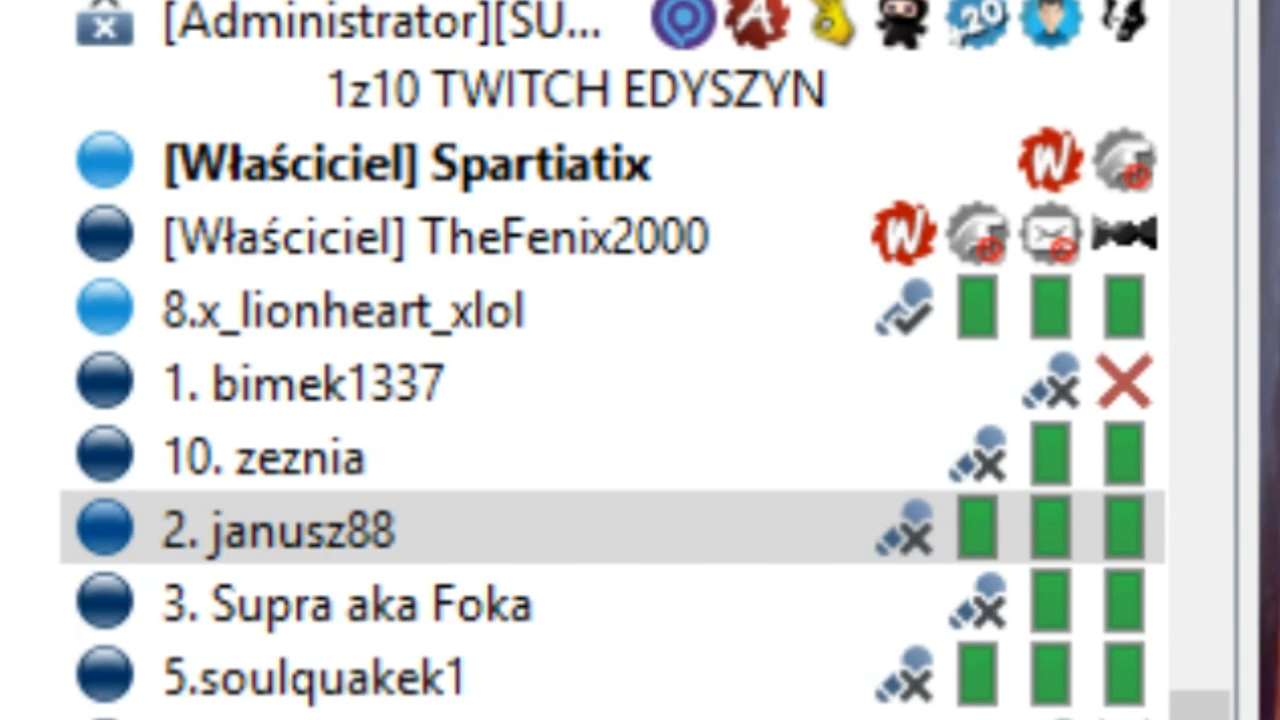 [Administrator][SU...
1z10 TWITCH EDYSZYN
[Właściciel] Spartiatix
[Właściciel] TheFenix2000
8.x_lionheart_xlol
1. bimek1337
10. zeznia
2. janusz88
3. Supra aka Foka
5.soulquakek1